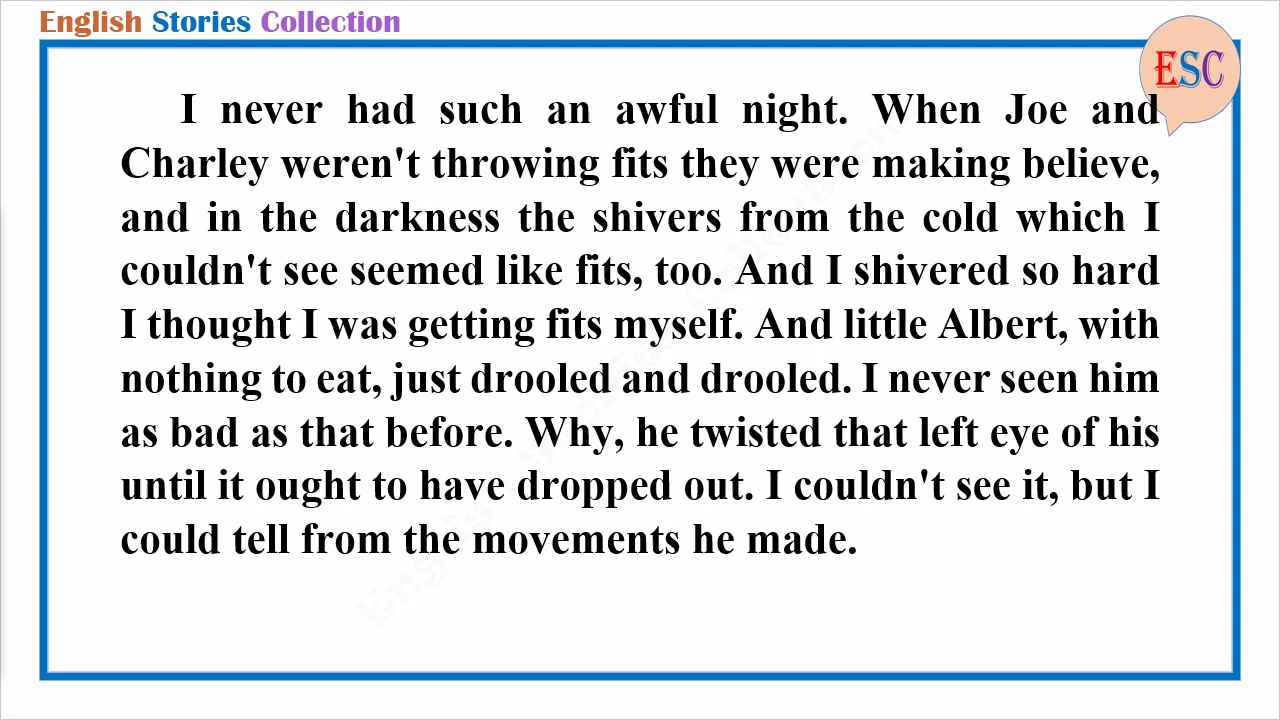 English Stories Collection
ESC
I never had such an awful night. When Joe and
Charley weren't throwing fits they were making believe,
and in the darkness the shivers from the cold which I
couldn't see seemed like fits, too. And I shivered so hard
I thought I was getting fits myself. And little Albert, with
nothing to eat, just drooled and drooled. I never seen him
as bad as that before. Why, he twisted that left eye of his
until it ought to have dropped out. I couldn't see it, but I
could tell from the movements he made.
English Stories Collection